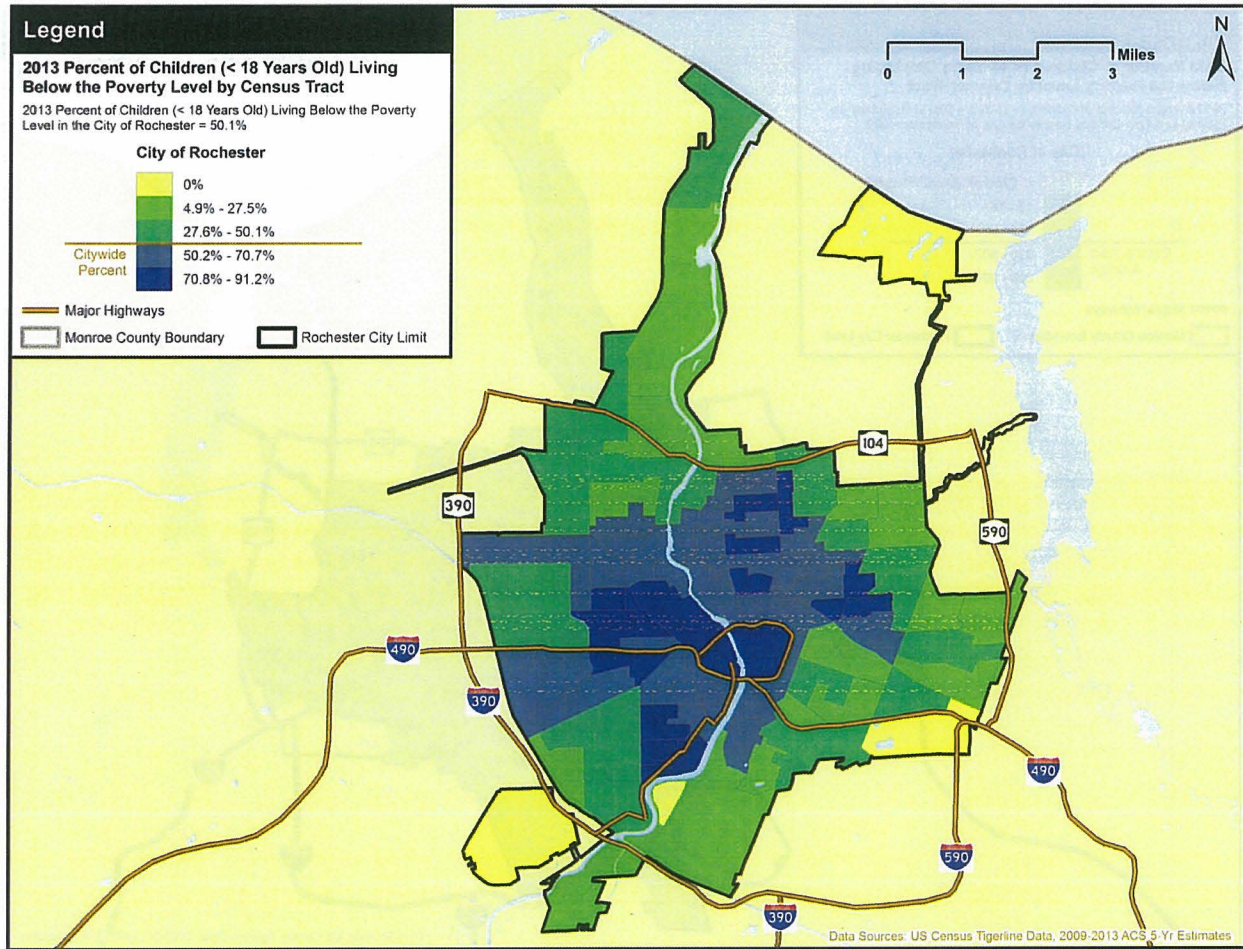 Legend
2013 Percent of Children (< 18 Years Old) Living
Below the Poverty Level by Census Tract
2013 Percent of Children (< 18 Years Old) Living Below the Poverty
Level in the City of Rochester = 50.1%
City of Rochester
0%
4.9% - 27.5%
27.6% - 50.1%
Citywide
Percent
50.2% - 70.7%
70.8% - 91.2%
Major Highways
Monroe County Boundary
Rochester City Limit
N
Miles
0 1 2 3
104
390
590
490
390
490
590
390
Data Sources: US Census Tigerline Data, 2009-2013 ACS 5-Yr Estimates